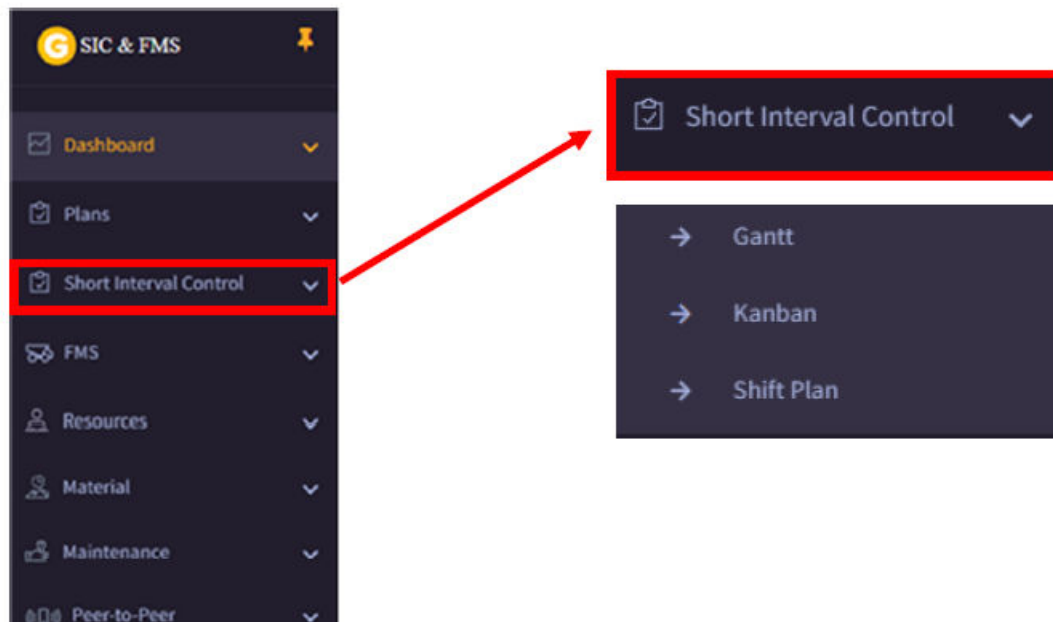 G SIC & FMS
Dashboard
Plans
Short Interval Control
FMS
Resources
Material
Maintenance
Peer-to-Peer
Short Interval Control
Gantt
Kanban
Shift Plan